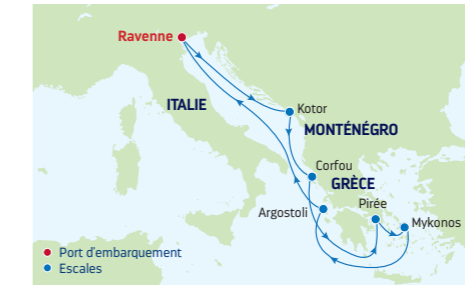 Ravenne
ITALIE
Kotor
MONTÉNÉGRO
Corfou
GRÈCE
Argostoli
Pirée
Mykonos
Port d'embarquement
Escales